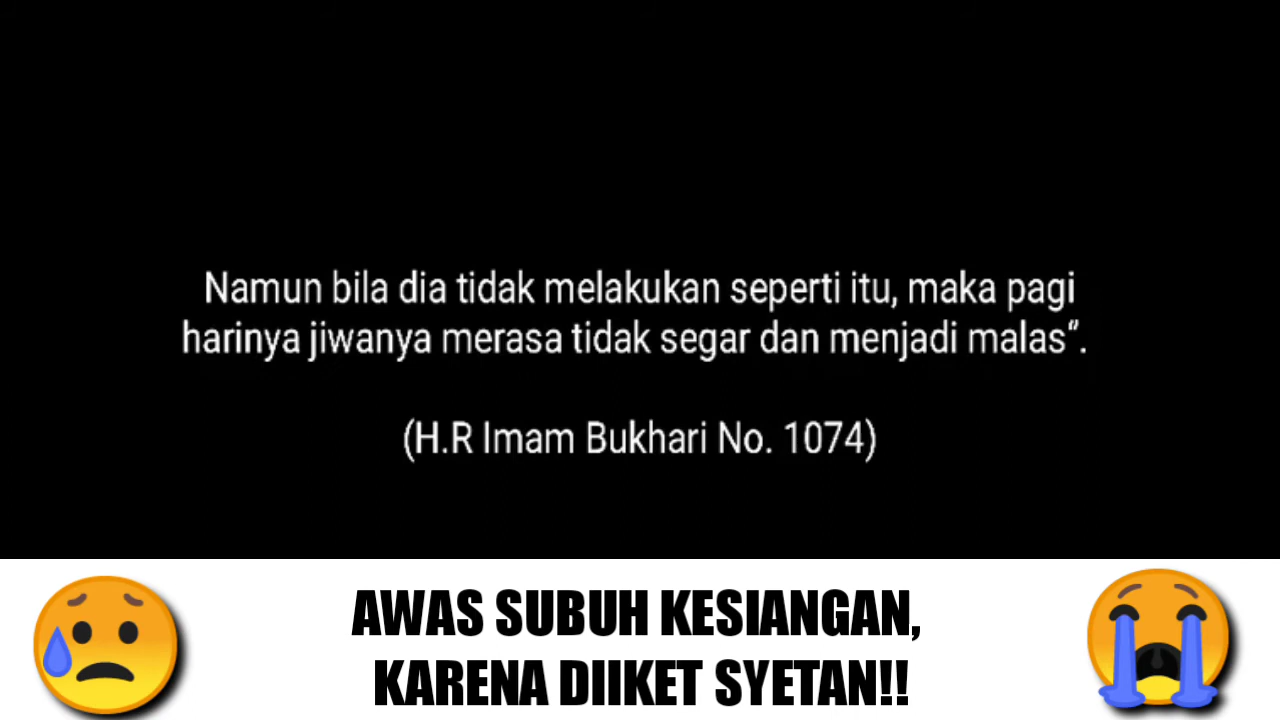 Namun bila dia tidak melakukan seperti itu, maka pagi
harinya jiwanya merasa tidak segar dan menjadi malas“.
(H.R Imam Bukhari No. 1074)
AWAS SUBUH KESIANGAN,
KARENA DIIKET SYETAN!!